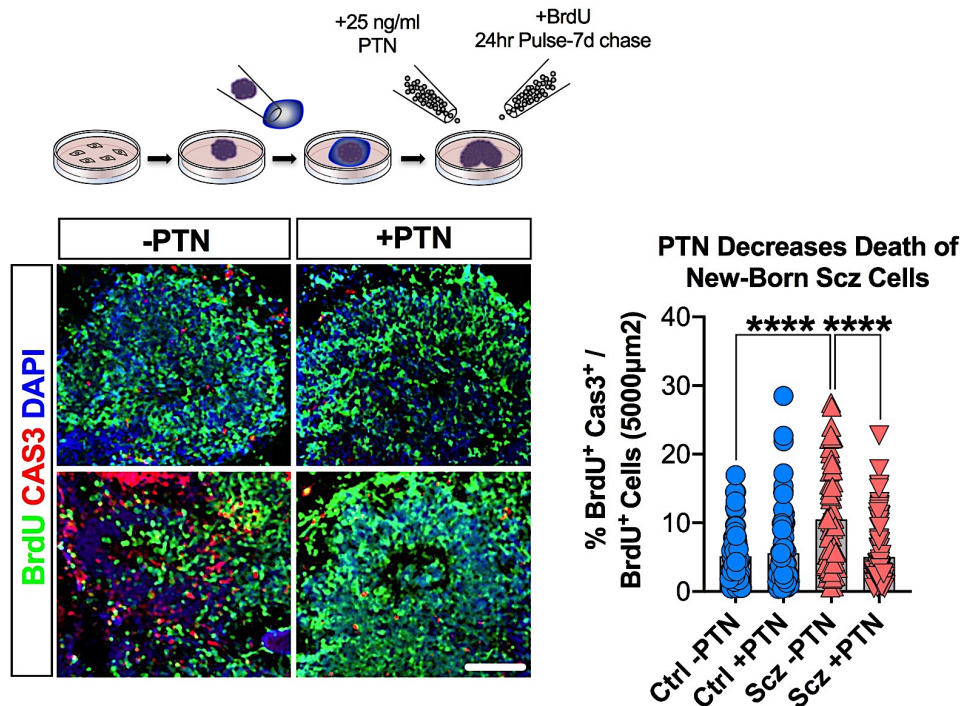 +25 ng/ml
PTN
+BrdU
24hr Pulse-7d chase
-PTN
+PTN
BrdU CAS3 DAPI
PTN Decreases Death of
New-Born Scz Cells
**** ****
% BrdU⁺ Cas3⁺ /
BrdU⁺ Cells (5000µm2)
40
30
20
10
0
Ctrl -PTN
Ctrl +PTN
Scz -PTN
Scz +PTN